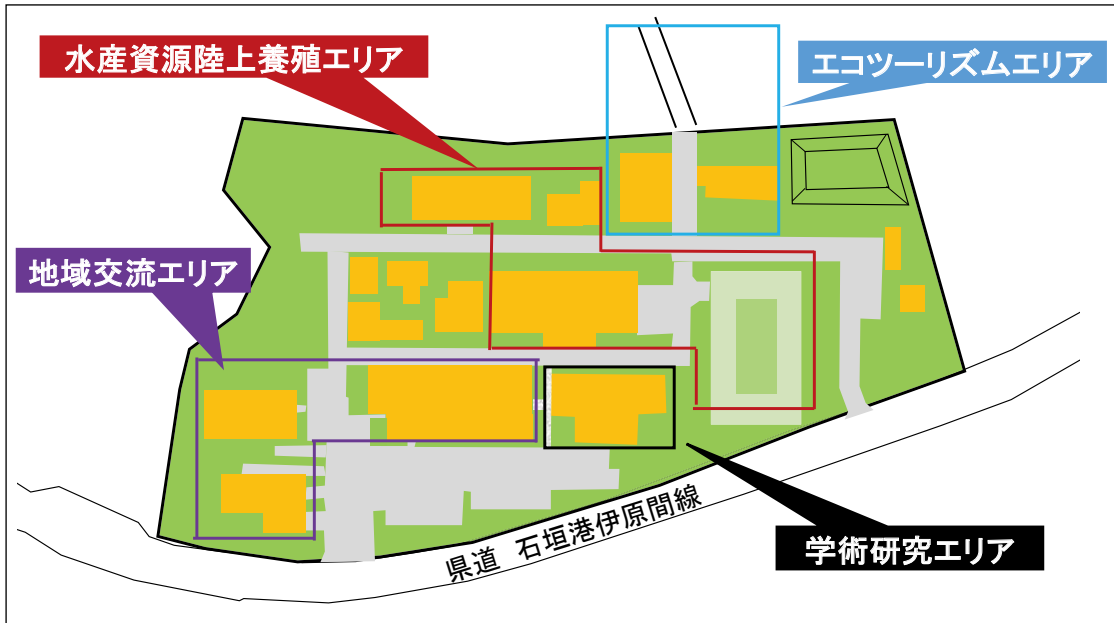 水産資源陸上養殖エリア
エコツーリズムエリア
地域交流エリア
県道 石垣港伊原間線
学術研究エリア